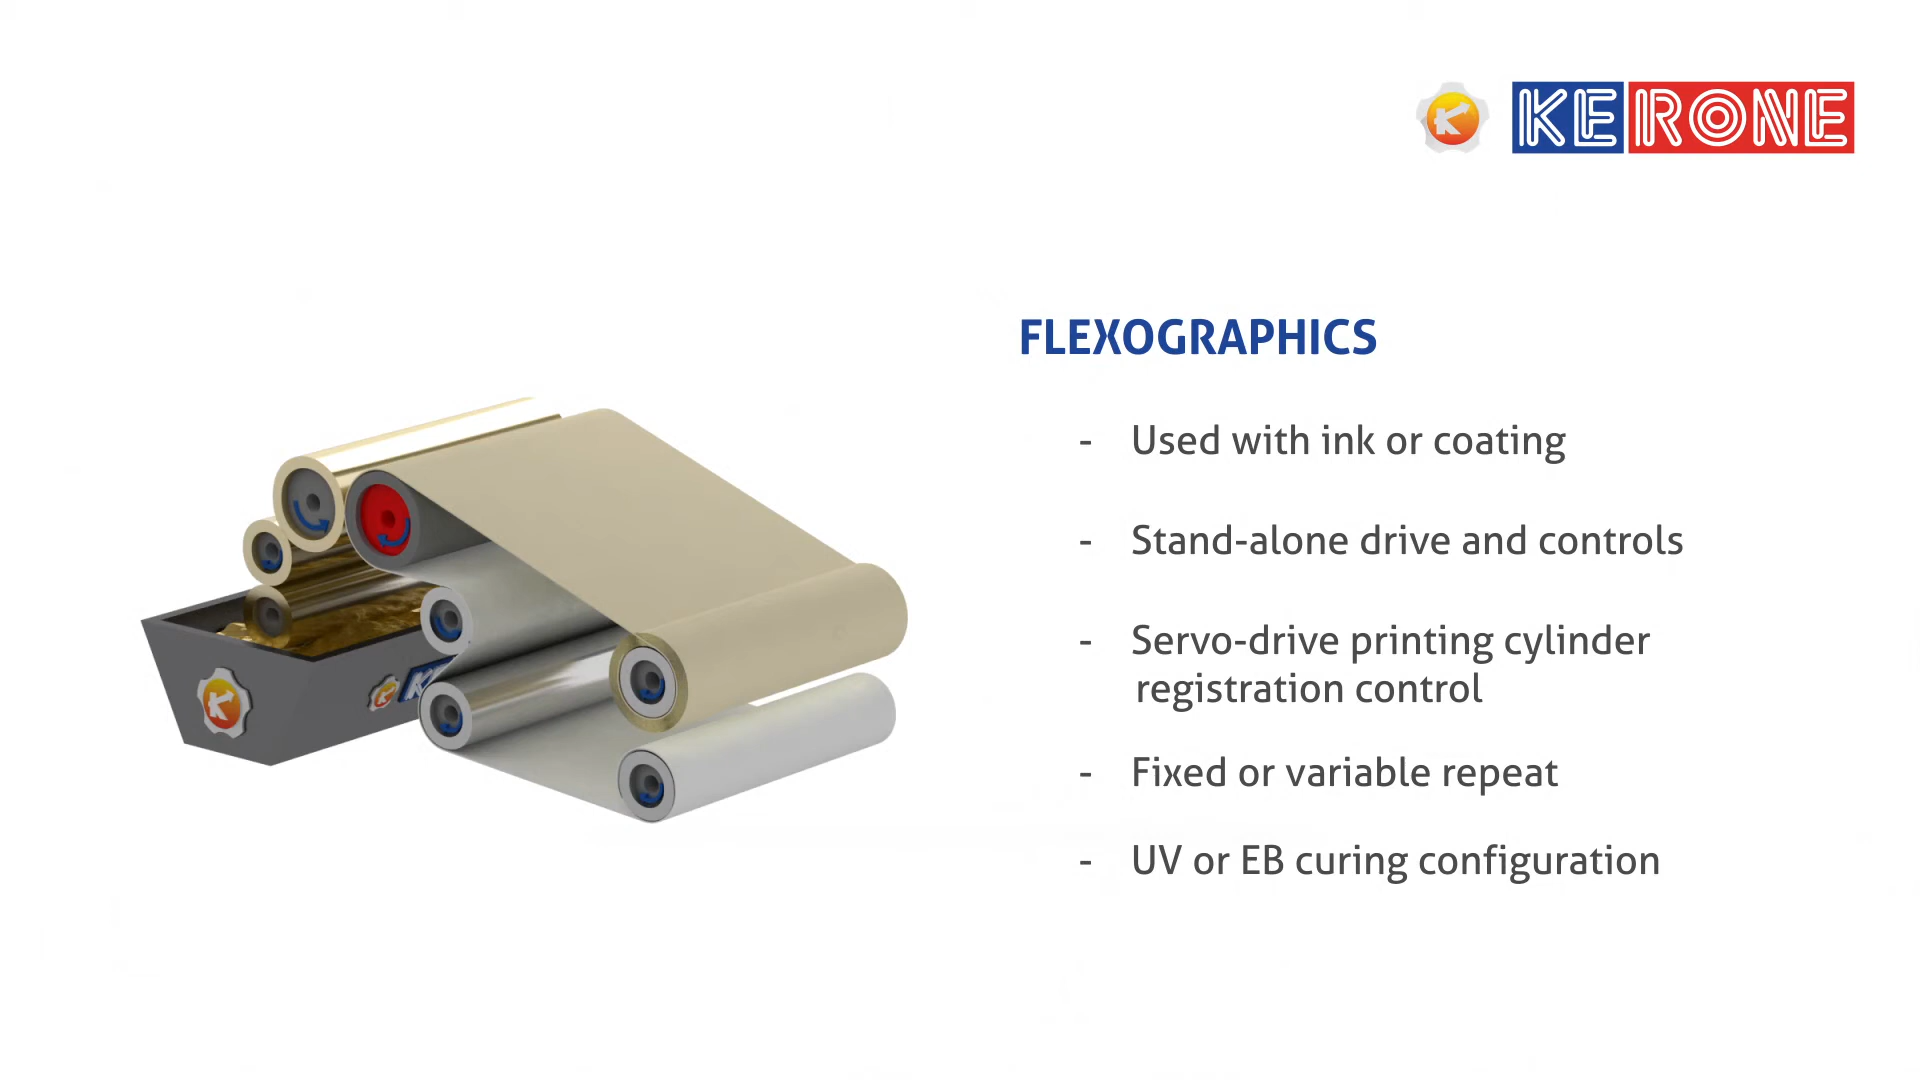 KERONE
FLEXOGRAPHICS
- Used with ink or coating
- Stand-alone drive and controls
- Servo-drive printing cylinder
registration control
- Fixed or variable repeat
- UV or EB curing configuration